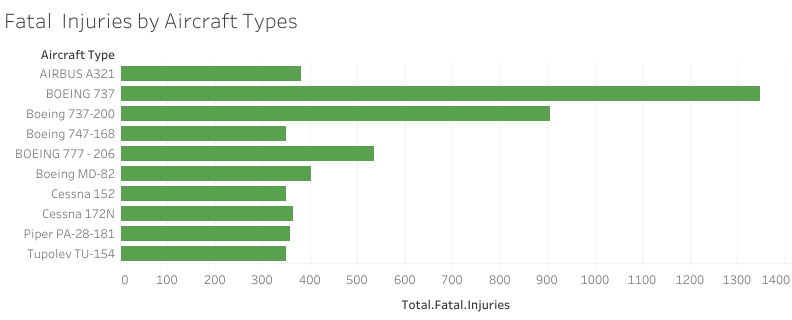 Fatal  Injuries by Aircraft Types
Aircraft Type
AIRBUS A321
BOEING 737
Boeing 737-200
Boeing 747-168
BOEING 777 - 206
Boeing MD-82
Cessna 152
Cessna 172N
Piper PA-28-181
Tupolev TU-154
0 100 200 300 400 500 600 700 800 900 1000 1100 1200 1300 1400
Total.Fatal.Injuries